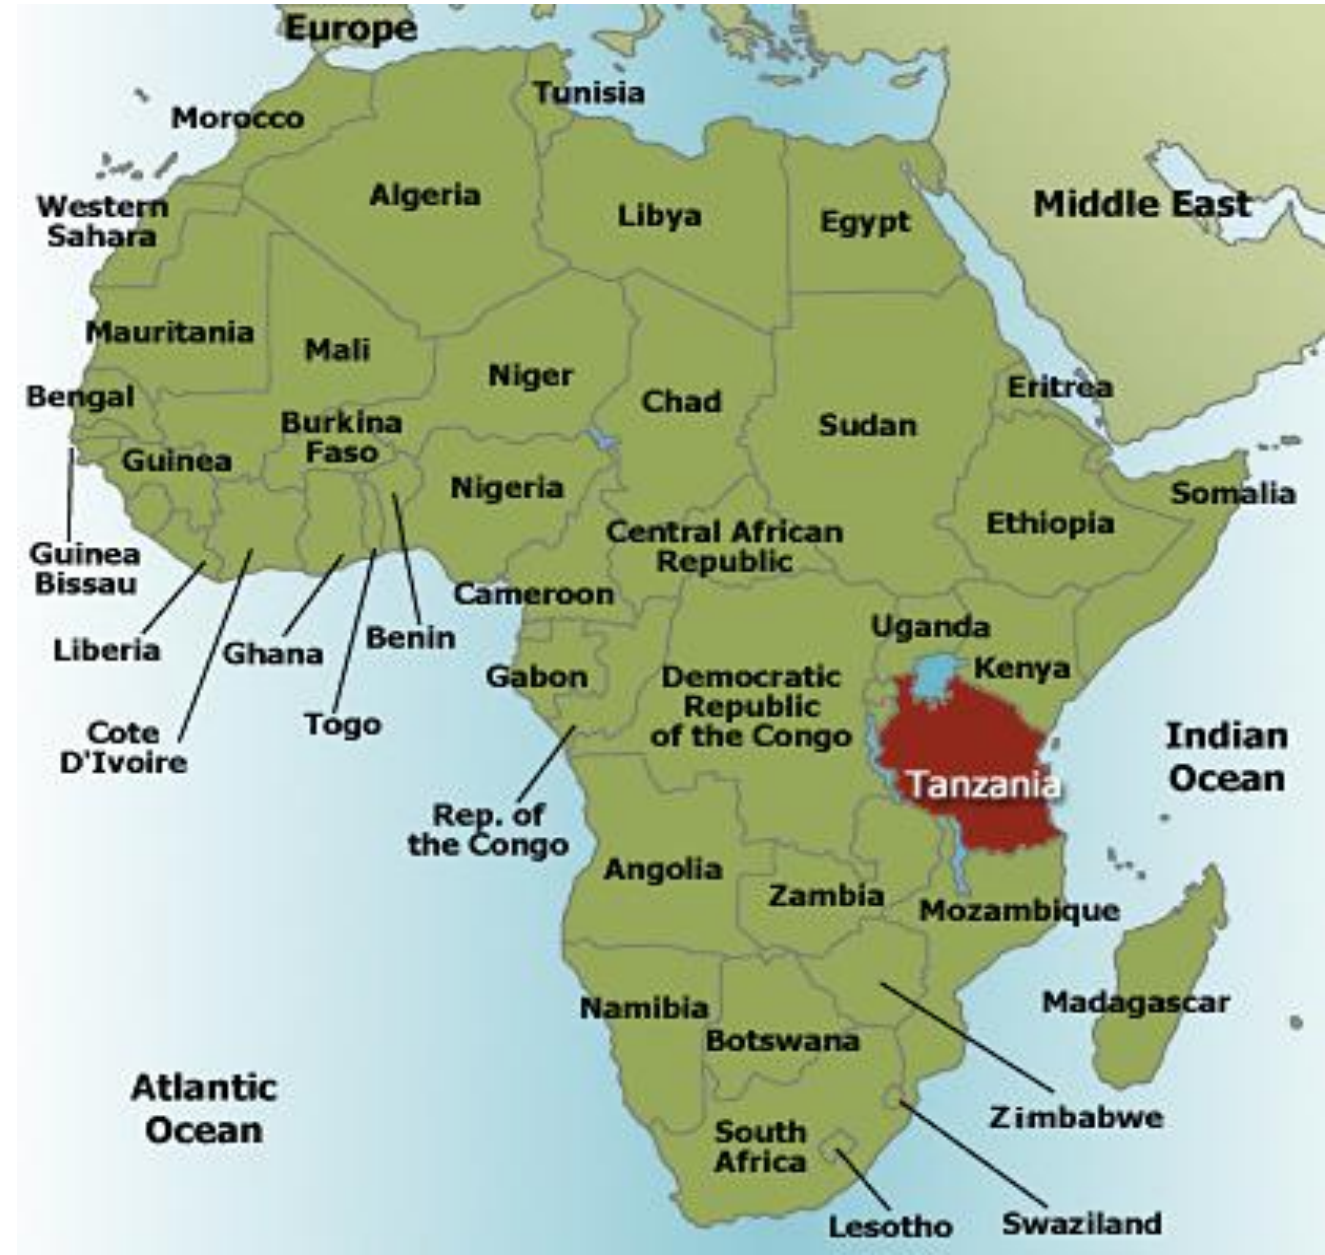 Europe
Tunisia
Morocco
Algeria
Libya
Egypt
Middle East
Western
Sahara
Mauritania
Mali
Niger
Chad
Sudan
Eritrea
Bengal
Burkina
Faso
Guinea
Nigeria
Somalia
Central African
Republic
Ethiopia
Guinea
Bissau
Cameroon
Liberia
Ghana
Benin
Uganda
Gabon
Kenya
Democratic
Republic
of the Congo
Togo
Cote
D'Ivoire
Indian
Ocean
Tanzania
Rep. of
the Congo
Angolia
Zambia
Mozambique
Namibia
Madagascar
Botswana
Atlantic
Ocean
Zimbabwe
South
Africa
Lesotho
Swaziland